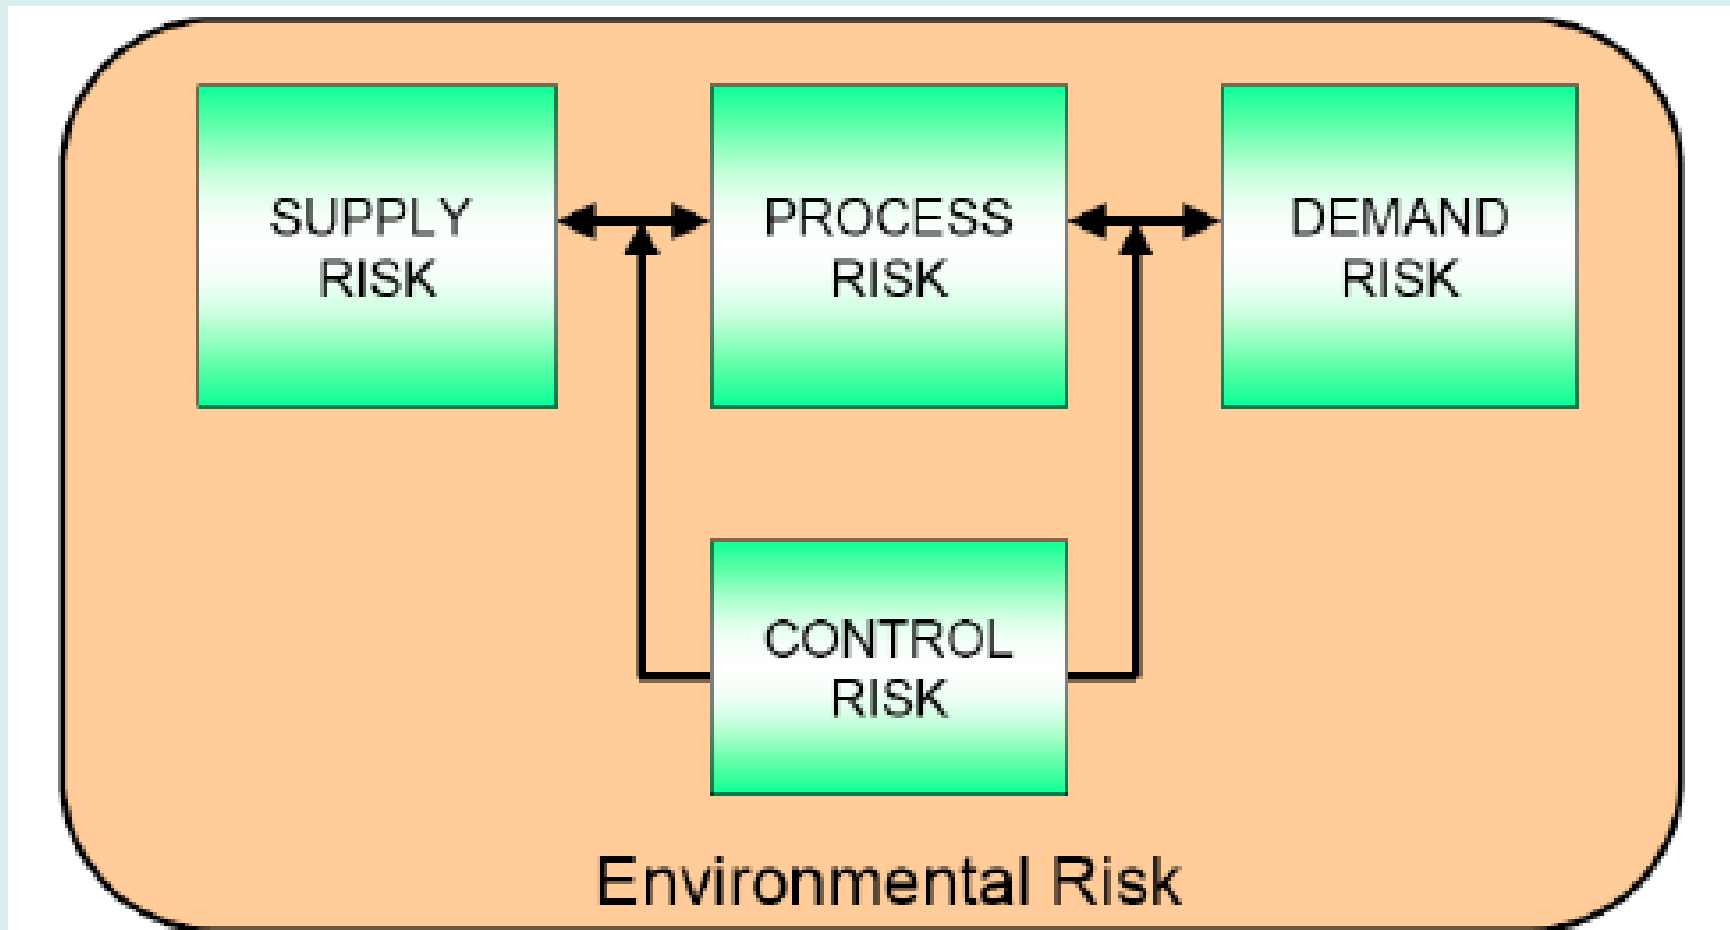 SUPPLY
RISK
PROCESS
RISK
DEMAND
RISK
CONTROL
RISK
Environmental Risk